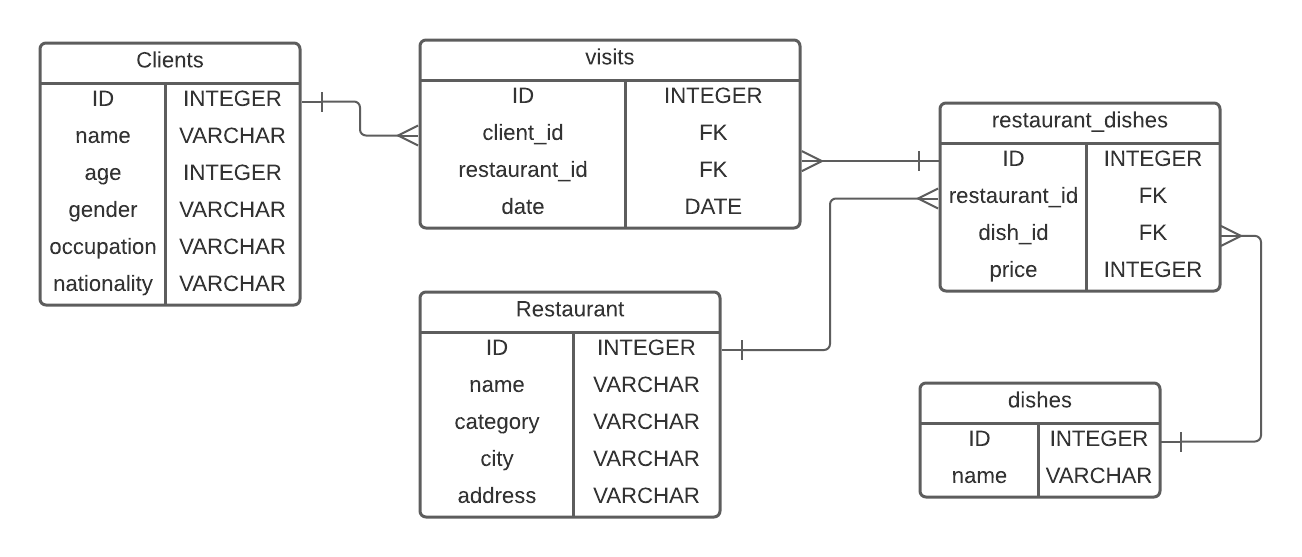 Clients
ID INTEGER
name VARCHAR
age INTEGER
gender VARCHAR
occupation VARCHAR
nationality VARCHAR
visits
ID INTEGER
client_id FK
restaurant_id FK
date DATE
restaurant_dishes
ID INTEGER
restaurant_id FK
dish_id FK
price INTEGER
Restaurant
ID INTEGER
name VARCHAR
category VARCHAR
city VARCHAR
address VARCHAR
dishes
ID INTEGER
name VARCHAR